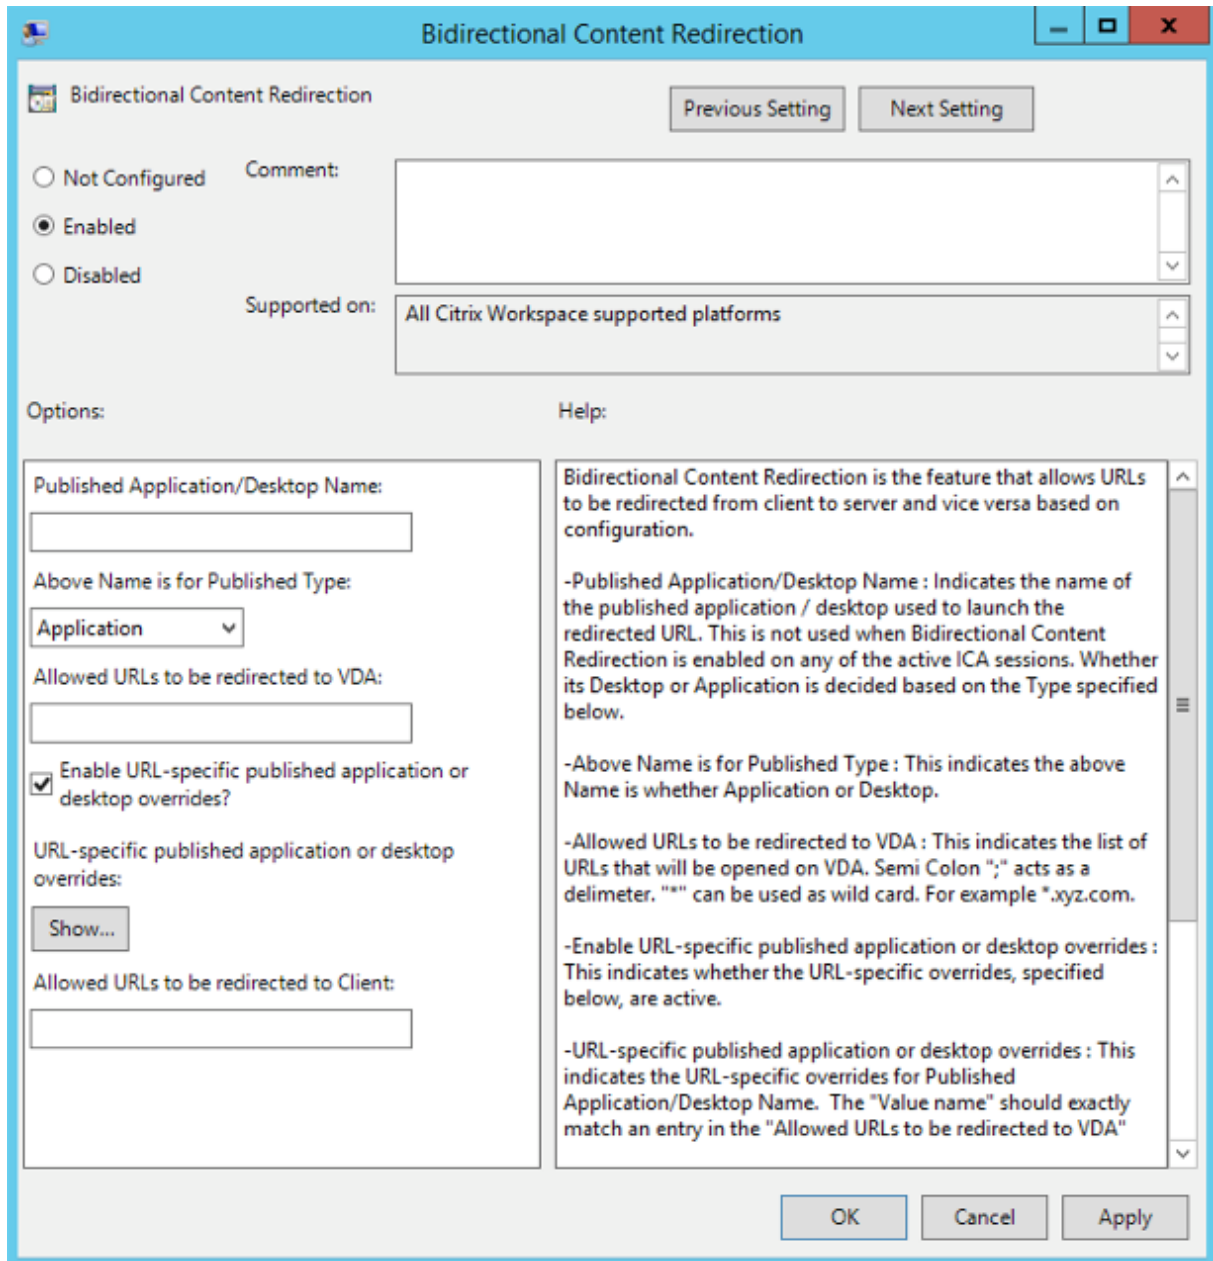 Bidirectional Content Redirection
Bidirectional Content Redirection
Previous Setting
Next Setting
Not Configured
Enabled
Disabled
Comment:
Supported on:
All Citrix Workspace supported platforms
Options:
Help:
Published Application/Desktop Name:
Above Name is for Published Type:
Application
Allowed URLs to be redirected to VDA:
Enable URL-specific published application or
desktop overrides?
URL-specific published application or desktop
overrides:
Show...
Allowed URLs to be redirected to Client:
Bidirectional Content Redirection is the feature that allows URLs
to be redirected from client to server and vice versa based on
configuration.
-Published Application/Desktop Name : Indicates the name of
the published application / desktop used to launch the
redirected URL. This is not used when Bidirectional Content
Redirection is enabled on any of the active ICA sessions. Whether
its Desktop or Application is decided based on the Type specified
below.
-Above Name is for Published Type : This indicates the above
Name is whether Application or Desktop.
-Allowed URLs to be redirected to VDA : This indicates the list of
URLs that will be opened on VDA. Semi Colon ";" acts as a
delimeter. "*" can be used as wild card. For example *.xyz.com.
-Enable URL-specific published application or desktop overrides :
This indicates whether the URL-specific overrides, specified
below, are active.
-URL-specific published application or desktop overrides : This
indicates the URL-specific overrides for Published
Application/Desktop Name.  The "Value name" should exactly
match an entry in the "Allowed URLs to be redirected to VDA"
OK
Cancel
Apply